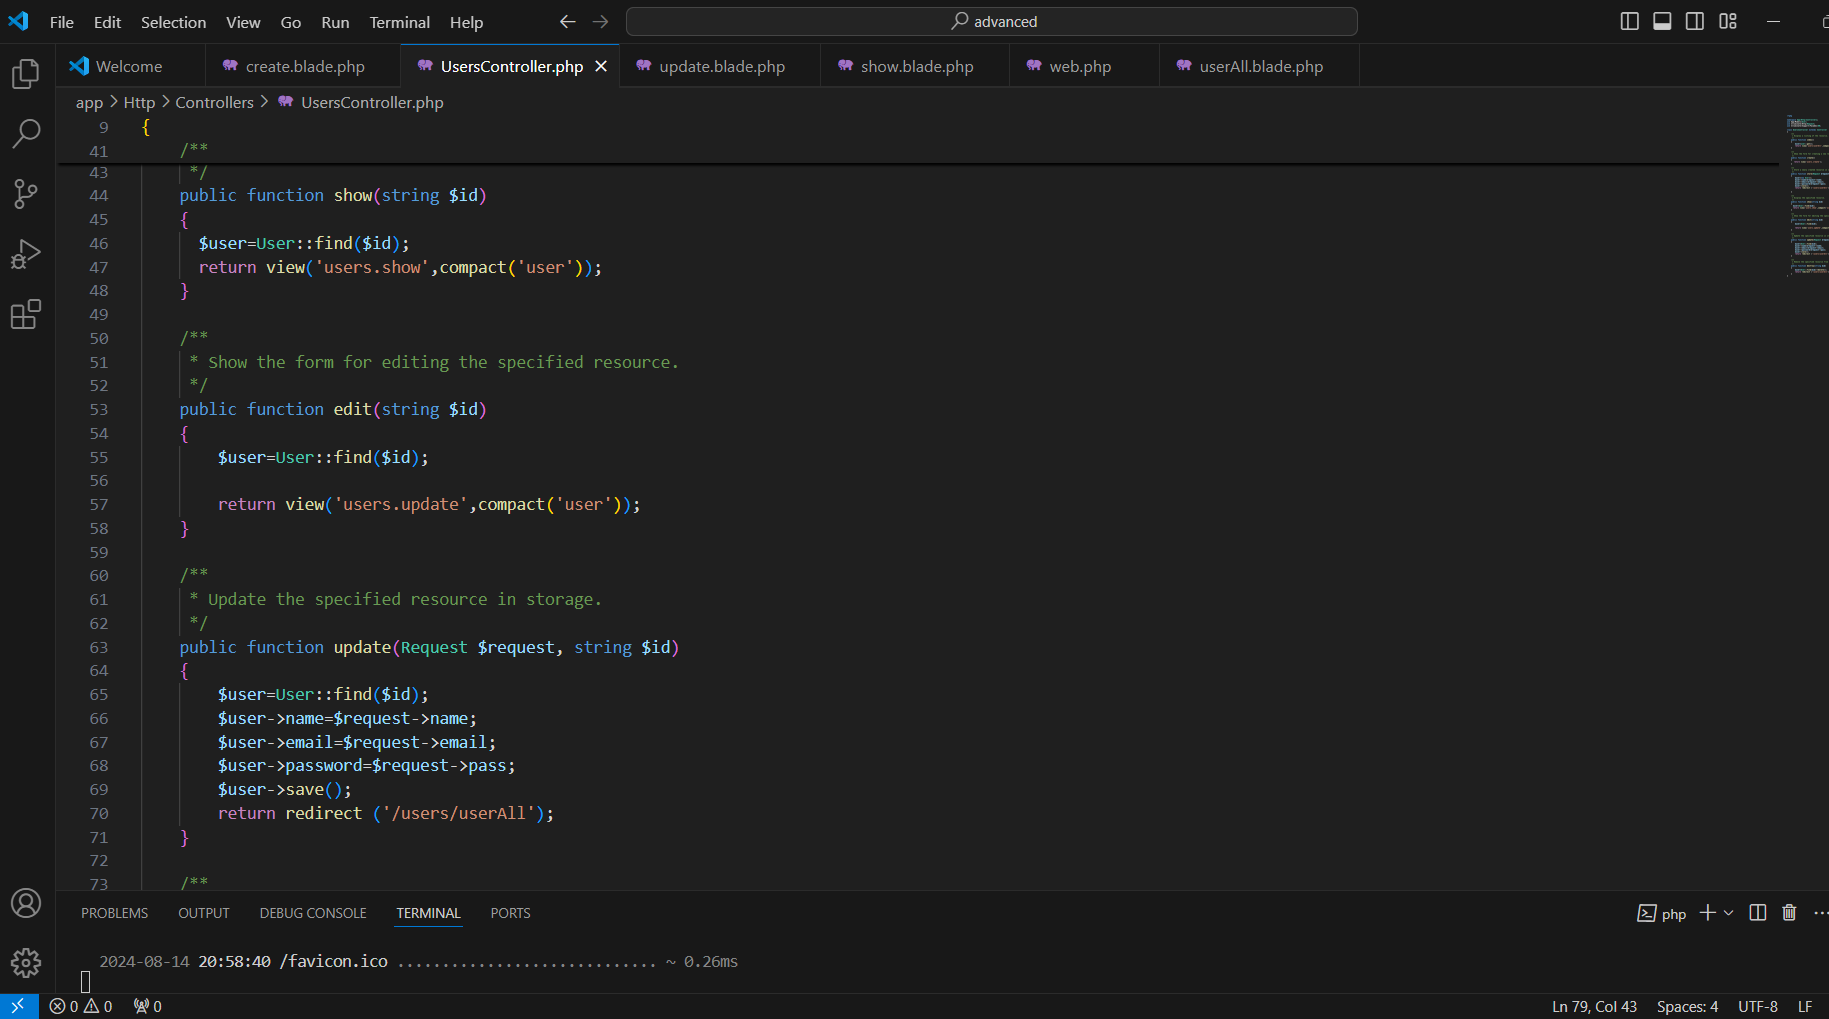 File Edit Selection View Go Run Terminal Help advanced
Welcome create.blade.php UsersController.php update.blade.php show.blade.php web.php userAll.blade.php
app > Http > Controllers > UsersController.php
9 {
41 /**
43 */
44 public function show(string $id)
45 {
46 $user=User::find($id);
47 return view('users.show',compact('user'));
48 }
49
50 /**
51 * Show the form for editing the specified resource.
52 */
53 public function edit(string $id)
54 {
55 $user=User::find($id);
56
57 return view('users.update',compact('user'));
58 }
59
60 /**
61 * Update the specified resource in storage.
62 */
63 public function update(Request $request, string $id)
64 {
65 $user=User::find($id);
66 $user->name=$request->name;
67 $user->email=$request->email;
68 $user->password=$request->pass;
69 $user->save();
70 return redirect ('/users/userAll');
71 }
72
73 /**
PROBLEMS OUTPUT DEBUG CONSOLE TERMINAL PORTS php
2024-08-14 20:58:40 /favicon.ico ........................... ~ 0.26ms
0 0 0 Ln 79, Col 43 Spaces: 4 UTF-8 LF